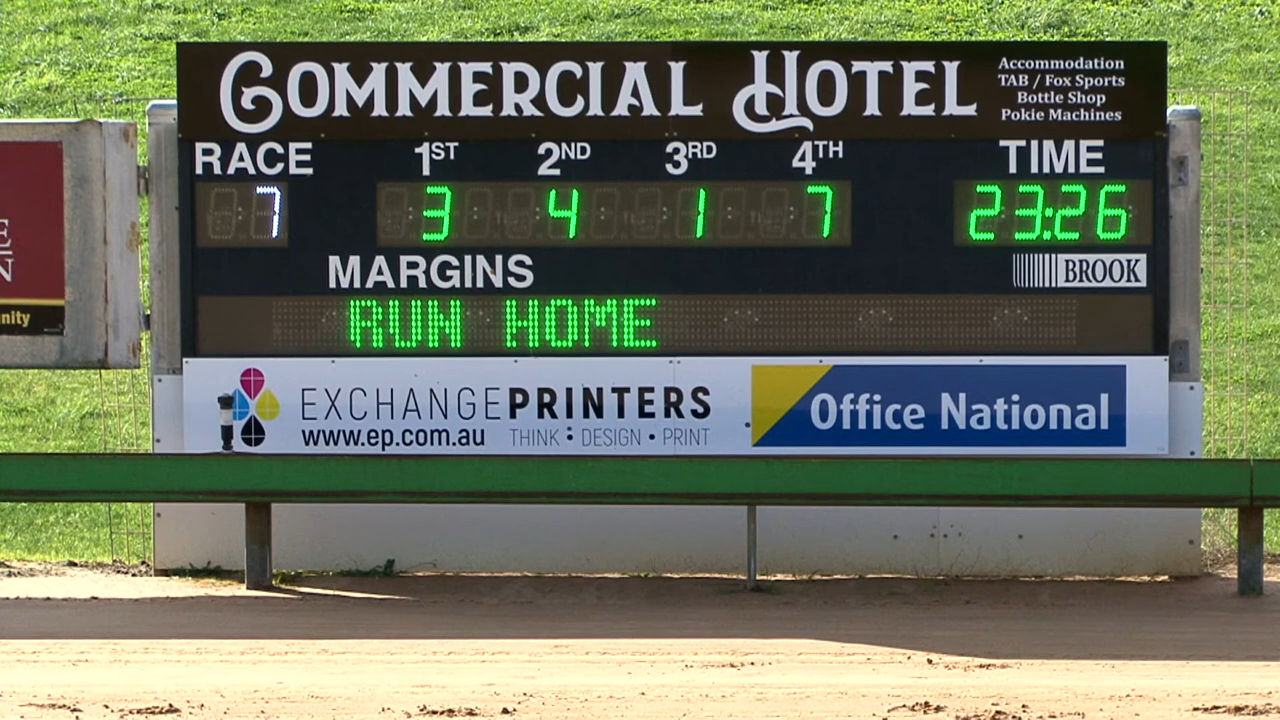 COMMERCIAL HOTEL
Accommodation
TAB / Fox Sports
Bottle Shop
Pokie Machines
RACE 1ST 2ND 3RD 4TH TIME
7 3 4 1 7 23:26
MARGINS
BROOK
RUN HOME
EXCHANGEPRINTERS
www.ep.com.au THINK : DESIGN • PRINT
Office National